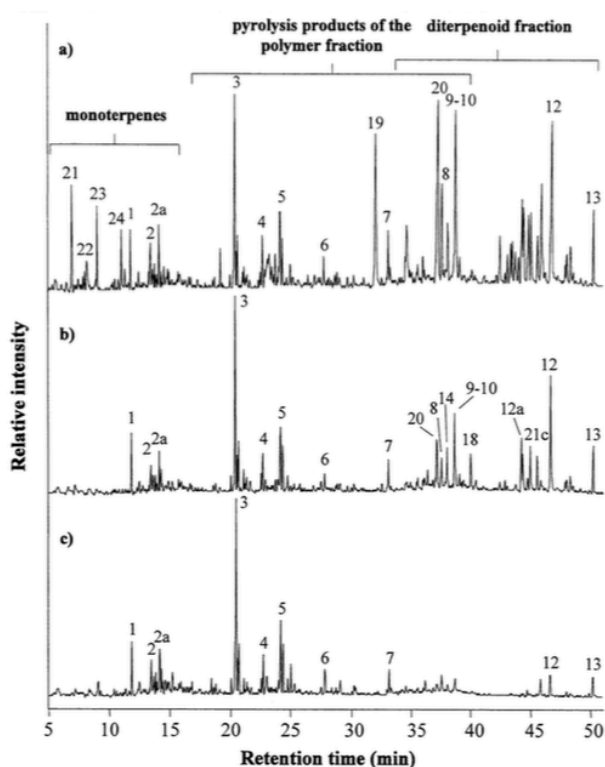 pyrolysis products of the diterpenoid fraction
polymer fraction
a)
monoterpenes
3
20
9-10
12
19
8
21
23
24 1 2a
22
2
5
4
6
7
13
b)
3
12
9-10
14
8
20
18
12a
21c
1
2 2a
4
5
6
7
13
c)
3
1
2 2a
4
5
6
7
12
13
Relative intensity
5 10 15 20 25 30 35 40 45 50
Retention time (min)